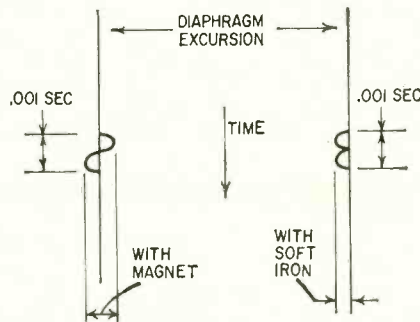 DIAPHRAGM
EXCURSION
.001 SEC
.001 SEC
TIME
WITH
MAGNET
WITH
SOFT
IRON